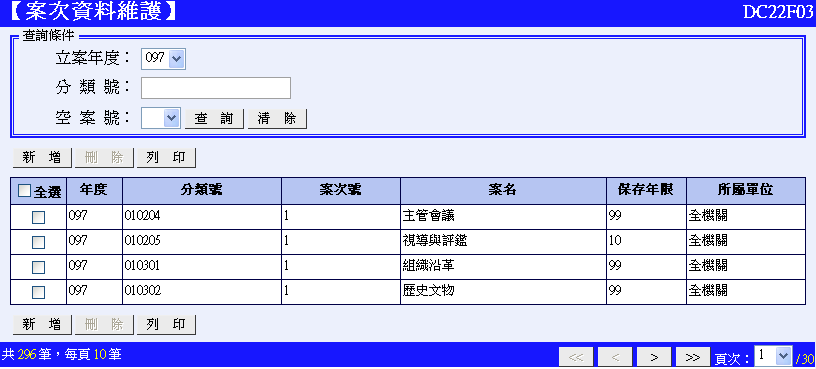 【案次資料維護】 DC22F03
查詢條件
立案年度： 097
分 類 號：
空 案 號： 查 詢 清 除
新 增 刪 除 列 印
全選 年度 分類號 案次號 案名 保存年限 所屬單位
097 010204 1 主管會議 99 全機關
097 010205 1 視導與評鑑 10 全機關
097 010301 1 組織沿革 99 全機關
097 010302 1 歷史文物 99 全機關
新 增 刪 除 列 印
共 296 筆，每頁 10 筆 << < > >> 頁次： 1 / 30